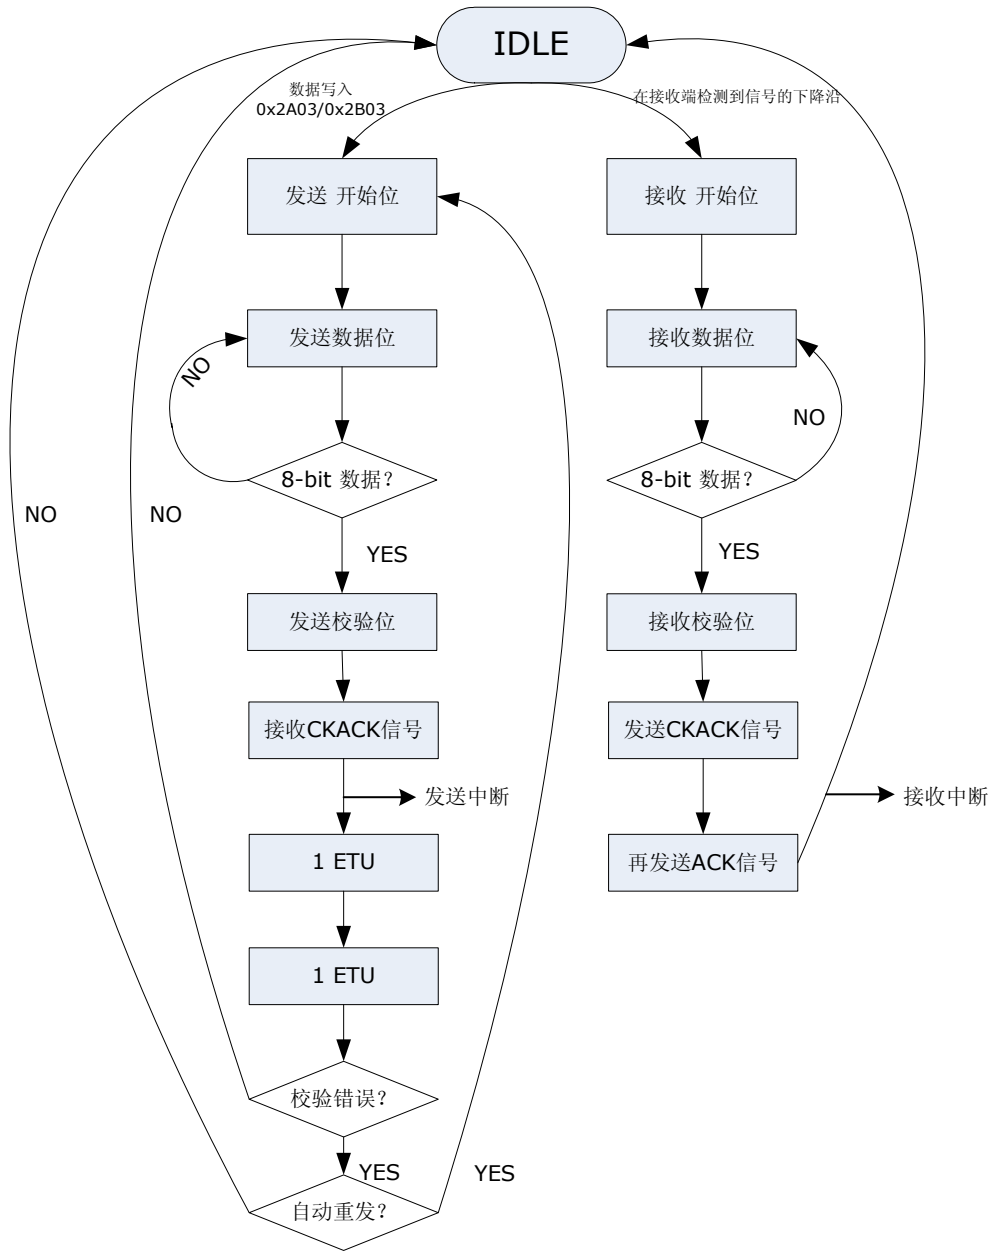 IDLE
数据写入
0x2A03/0x2B03
在接收端检测到信号的下降沿
发送 开始位
接收 开始位
发送数据位
接收数据位
NO
NO
8-bit 数据?
8-bit 数据?
NO
NO
YES
YES
发送校验位
接收校验位
接收CKACK信号
发送CKACK信号
发送中断
接收中断
1 ETU
再发送ACK信号
1 ETU
校验错误?
YES
YES
自动重发?